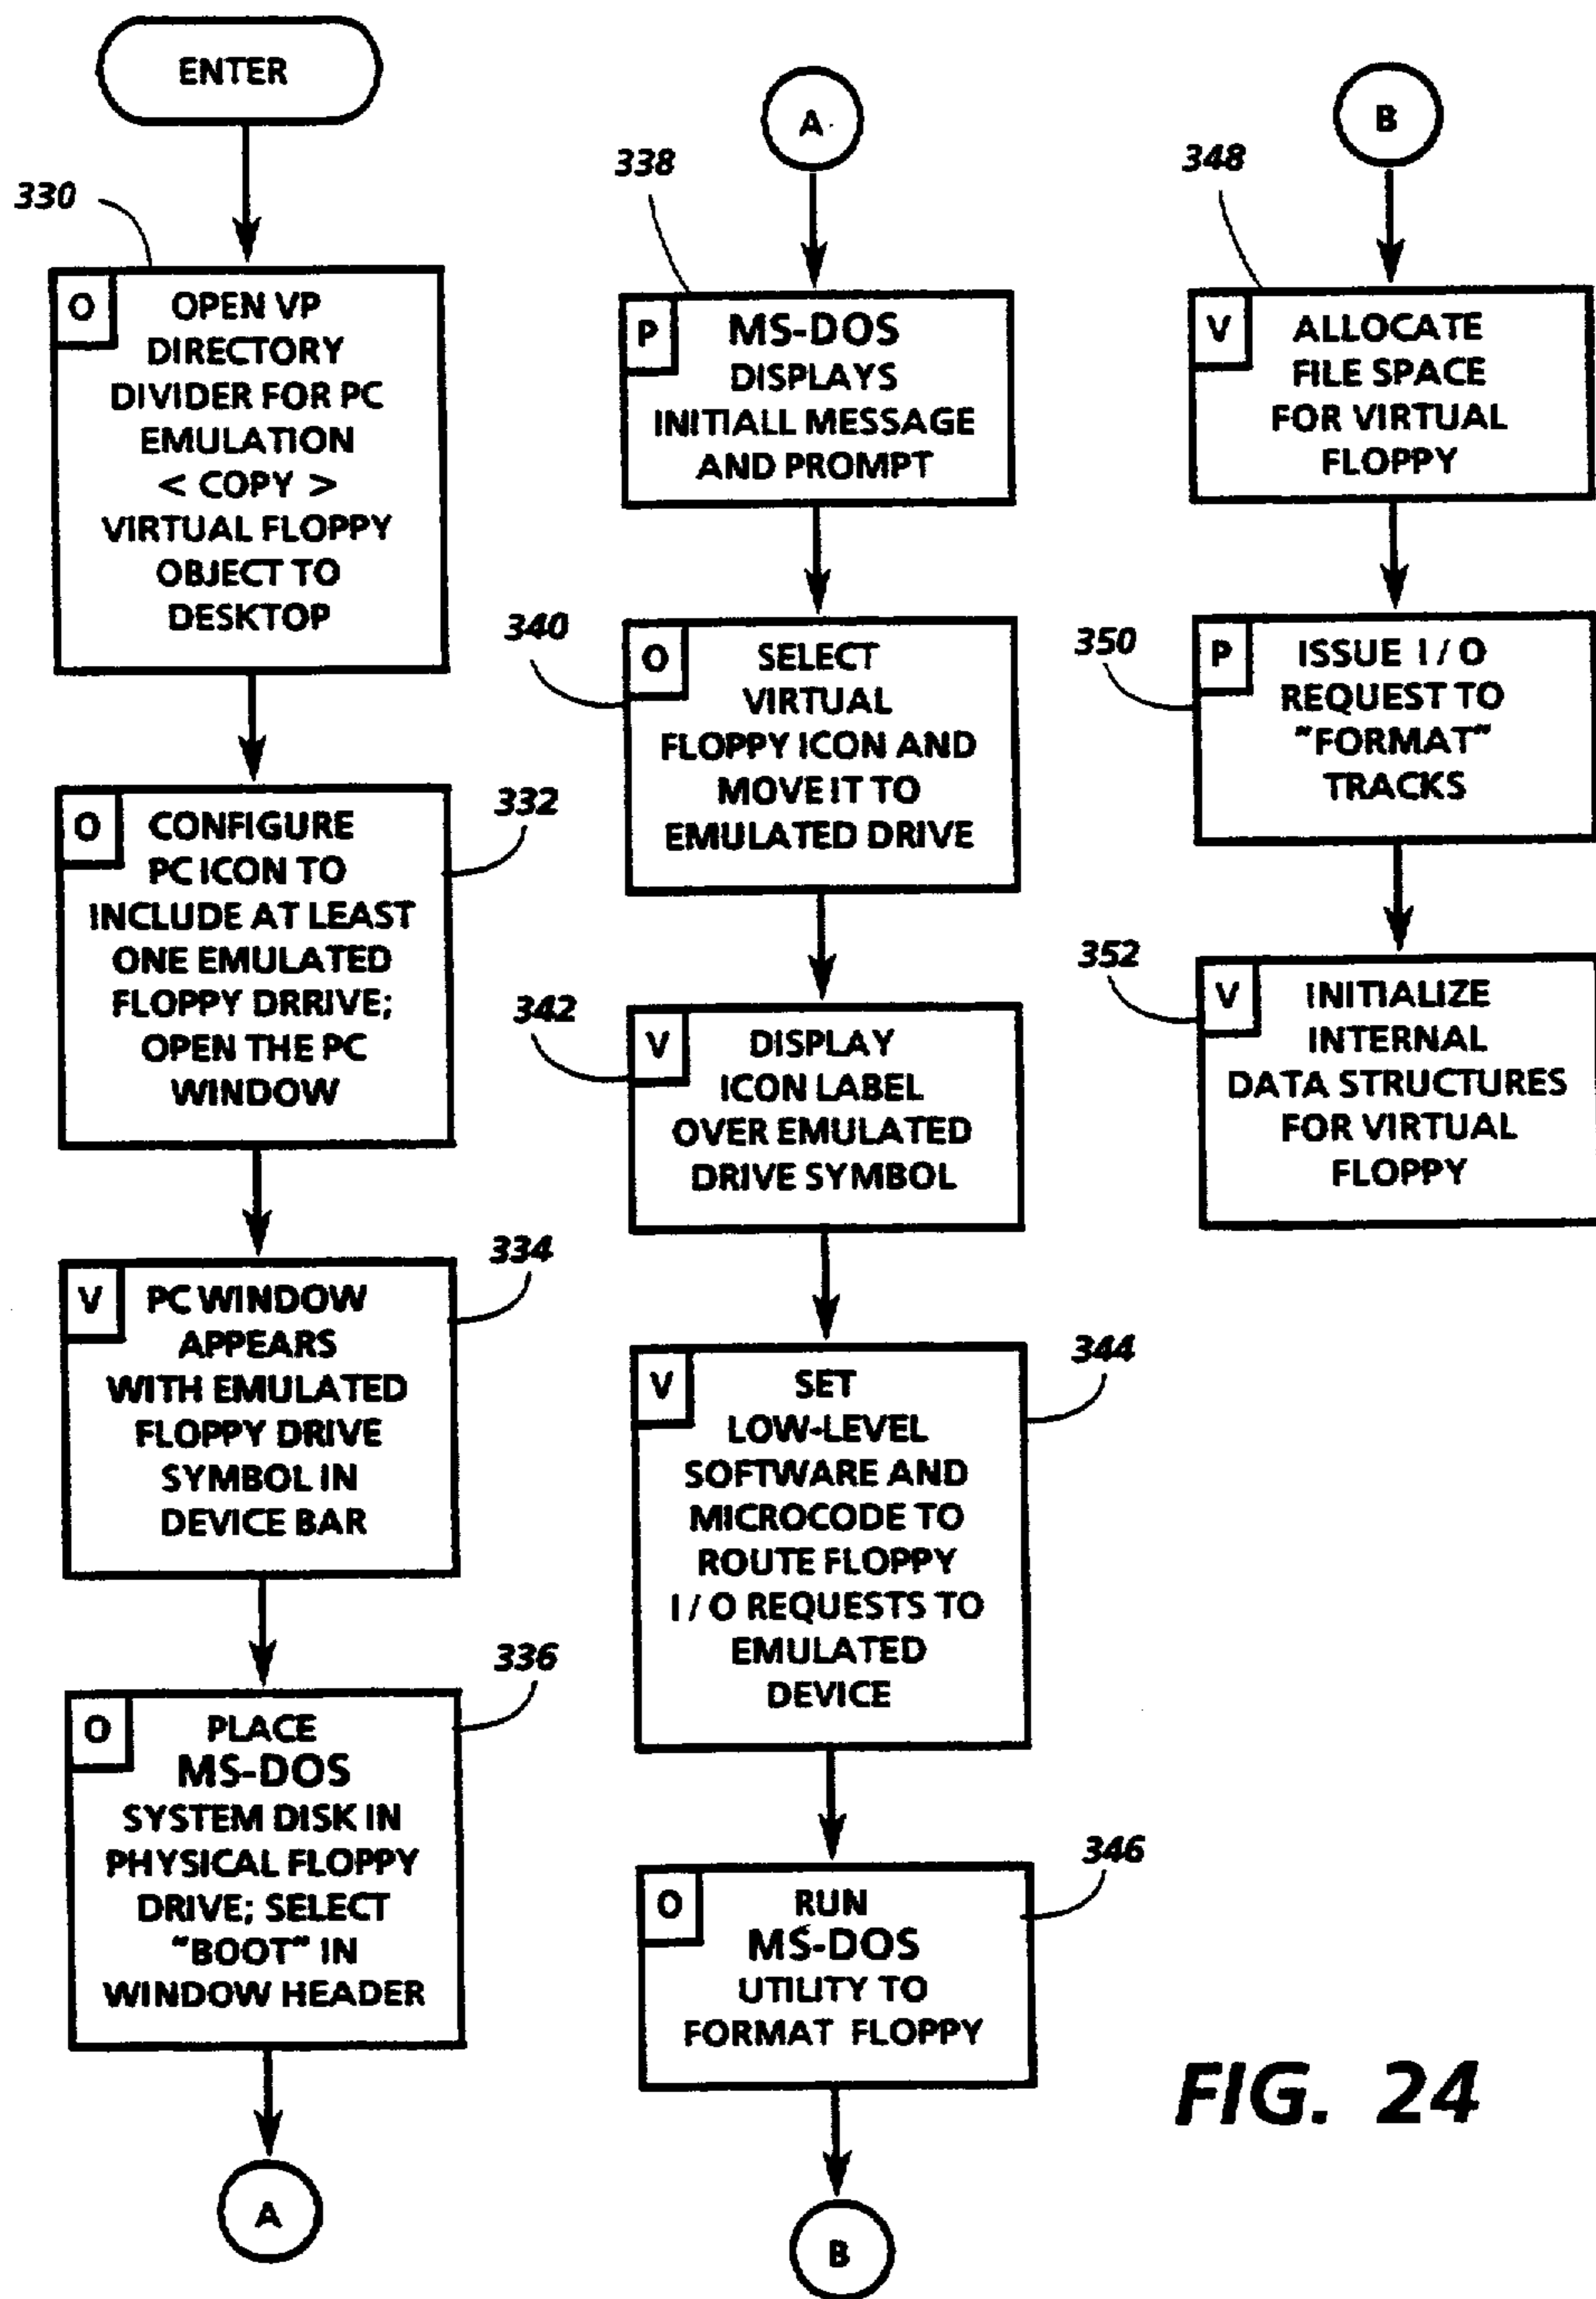 ENTER
330
O
OPEN VP
DIRECTORY
DIVIDER FOR PC
EMULATION
< COPY >
VIRTUAL FLOPPY
OBJECT TO
DESKTOP
332
O
CONFIGURE
PC ICON TO
INCLUDE AT LEAST
ONE EMULATED
FLOPPY DRRIVE;
OPEN THE PC
WINDOW
334
V
PC WINDOW
APPEARS
WITH EMULATED
FLOPPY DRIVE
SYMBOL IN
DEVICE BAR
336
O
PLACE
MS-DOS
SYSTEM DISK IN
PHYSICAL FLOPPY
DRIVE; SELECT
"BOOT" IN
WINDOW HEADER
A
A
338
P
MS-DOS
DISPLAYS
INITIALL MESSAGE
AND PROMPT
340
O
SELECT
VIRTUAL
FLOPPY ICON AND
MOVE IT TO
EMULATED DRIVE
342
V
DISPLAY
ICON LABEL
OVER EMULATED
DRIVE SYMBOL
344
V
SET
LOW-LEVEL
SOFTWARE AND
MICROCODE TO
ROUTE FLOPPY
I / O REQUESTS TO
EMULATED
DEVICE
346
O
RUN
MS-DOS
UTILITY TO
FORMAT FLOPPY
B
B
348
V
ALLOCATE
FILE SPACE
FOR VIRTUAL
FLOPPY
350
P
ISSUE I / O
REQUEST TO
"FORMAT"
TRACKS
352
V
INITIALIZE
INTERNAL
DATA STRUCTURES
FOR VIRTUAL
FLOPPY
FIG. 24